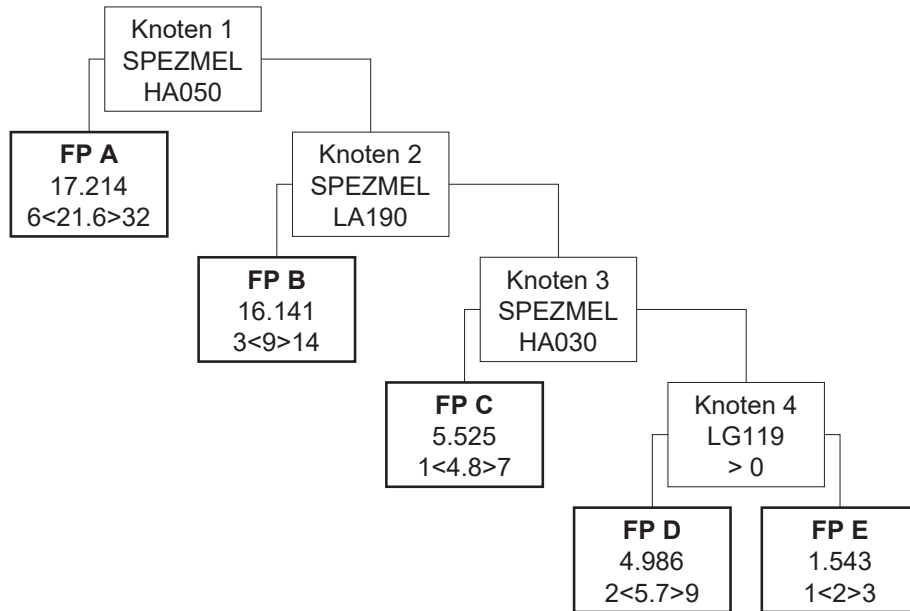 Knoten 1
SPEZMEL
HA050
FP A
17.214
6<21.6>32
Knoten 2
SPEZMEL
LA190
FP B
16.141
3<9>14
Knoten 3
SPEZMEL
HA030
FP C
5.525
1<4.8>7
Knoten 4
LG119
> 0
FP D
4.986
2<5.7>9
FP E
1.543
1<2>3